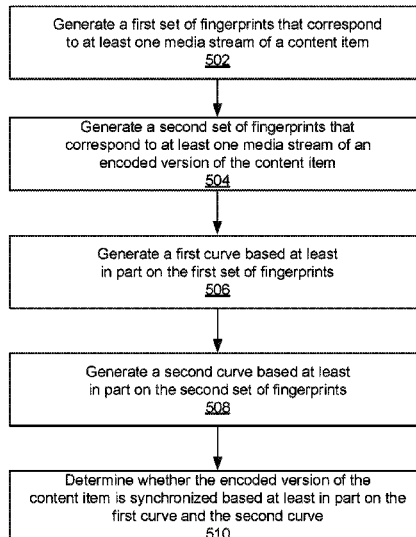 Generate a first set of fingerprints that correspond
to at least one media stream of a content item
502
Generate a second set of fingerprints that
correspond to at least one media stream of an
encoded version of the content item
504
Generate a first curve based at least
in part on the first set of fingerprints
506
Generate a second curve based at least
in part on the second set of fingerprints
508
Determine whether the encoded version of the
content item is synchronized based at least in part on the
first curve and the second curve
510